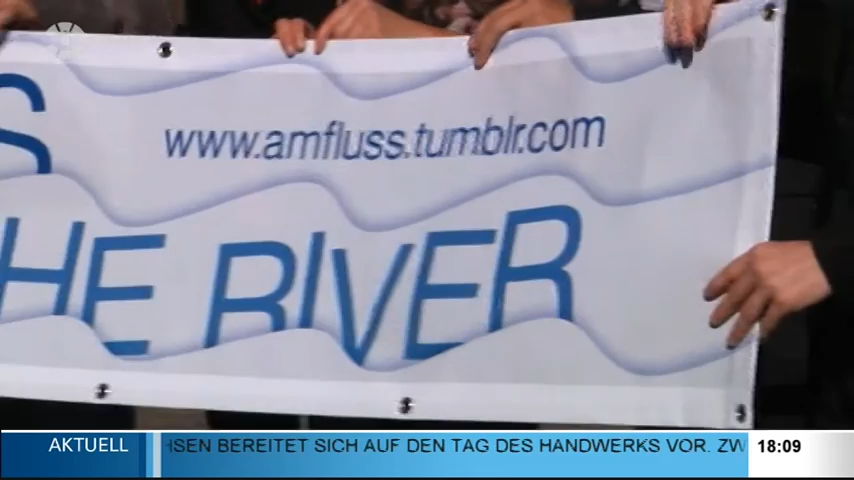 S
www.amfluss.tumblr.com
HE RIVER
AKTUELL
HSEN BEREITET SICH AUF DEN TAG DES HANDWERKS VOR. ZW
18:09